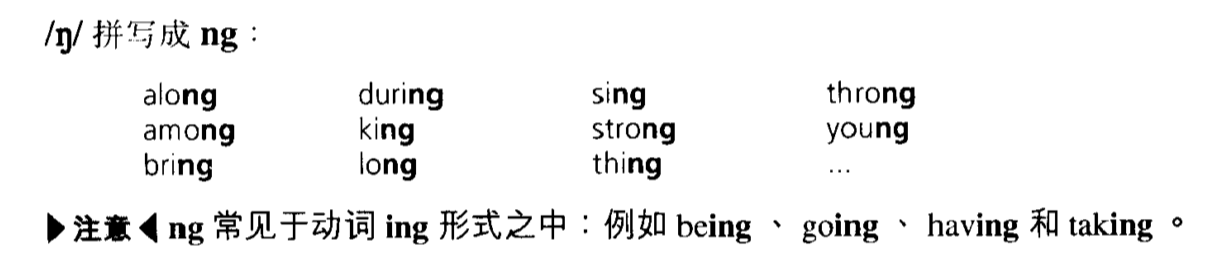 /ŋ/ 拼写成 ng：
along during sing throng
among king strong young
bring long thing ...
▶注意◀ ng 常见于动词 ing 形式之中：例如 being、going、having 和 taking。